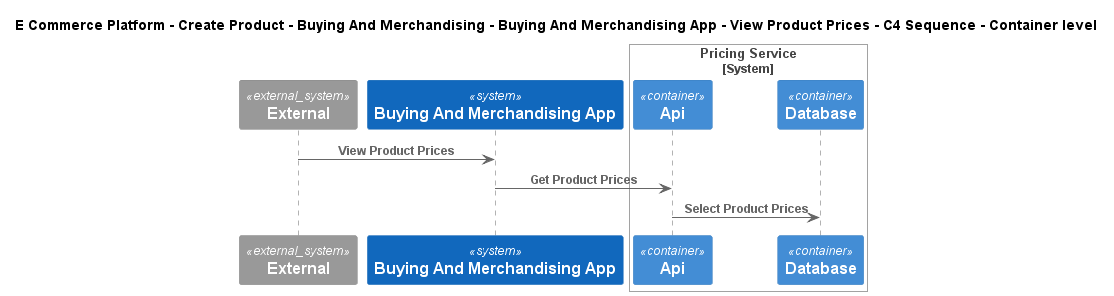 E Commerce Platform - Create Product - Buying And Merchandising - Buying And Merchandising App - View Product Prices - C4 Sequence - Container level
Pricing Service
[System]
«external_system»
External
«system»
Buying And Merchandising App
«container»
Api
«container»
Database
View Product Prices
Get Product Prices
Select Product Prices
«external_system»
External
«system»
Buying And Merchandising App
«container»
Api
«container»
Database